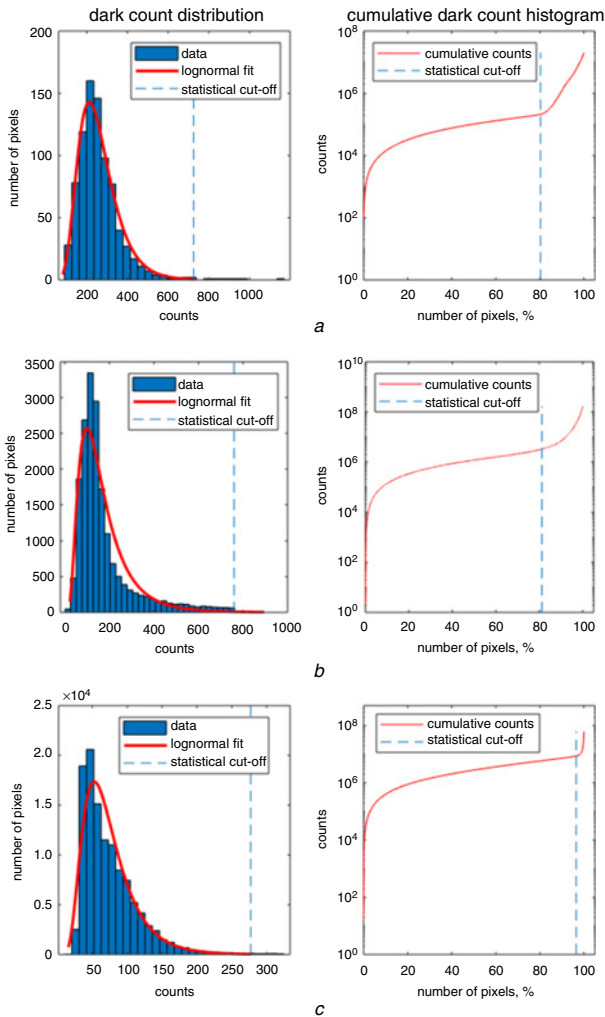 dark count distribution
cumulative dark count histogram
200
150
100
50
0
number of pixels
data
lognormal fit
statistical cut-off
200 400 600 800 1000
counts
10^8
10^6
10^4
10^2
10^0
counts
cumulative counts
statistical cut-off
0 20 40 60 80 100
number of pixels, %
a
3500
3000
2500
2000
1500
1000
500
0
number of pixels
data
lognormal fit
statistical cut-off
0 200 400 600 800 1000
counts
10^10
10^8
10^6
10^4
10^2
10^0
counts
cumulative counts
statistical cut-off
0 20 40 60 80 100
number of pixels, %
b
×10^4
2.5
2.0
1.5
1.0
0.5
0
number of pixels
data
lognormal fit
statistical cut-off
50 100 150 200 250 300
counts
10^8
10^6
10^4
10^2
10^0
counts
cumulative counts
statistical cut-off
0 20 40 60 80 100
number of pixels, %
c